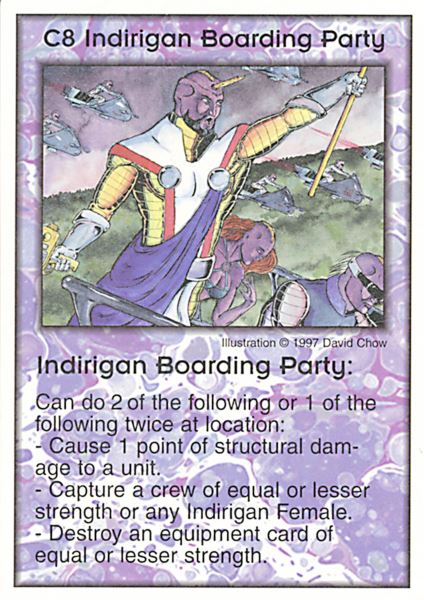 C8 Indirigan Boarding Party
Illustration © 1997 David Chow
Indirigan Boarding Party:
Can do 2 of the following or 1 of the
following twice at location:
- Cause 1 point of structural dam-
age to a unit.
- Capture a crew of equal or lesser
strength or any Indirigan Female.
- Destroy an equipment card of
equal or lesser strength.